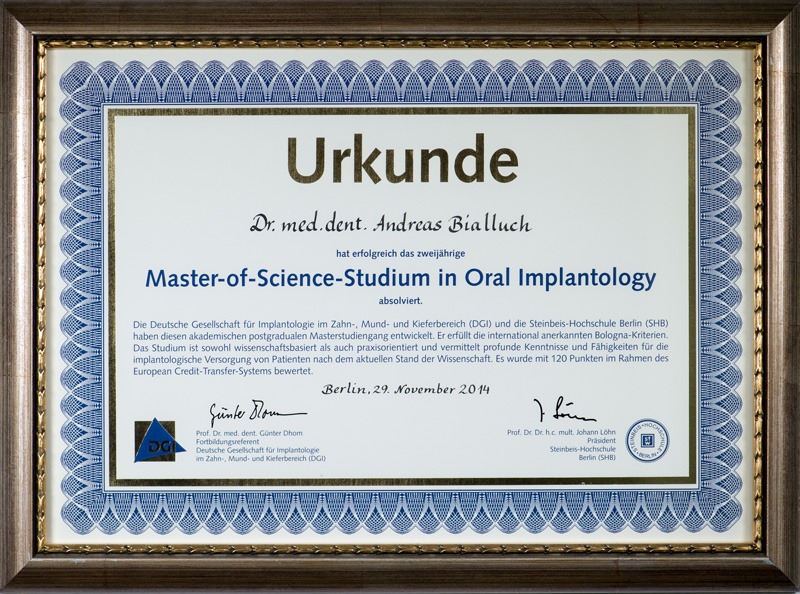 Urkunde
Dr. med. dent. Andreas Bialluch
hat erfolgreich das zweijährige
Master-of-Science-Studium in Oral Implantology
absolviert.
Die Deutsche Gesellschaft für Implantologie im Zahn-, Mund- und Kieferbereich (DGI) und die Steinbeis-Hochschule Berlin (SHB)
haben diesen akademischen postgradualen Masterstudiengang entwickelt. Er erfüllt die international anerkannten Bologna-Kriterien.
Das Studium ist sowohl wissenschaftsbasiert als auch praxisorientiert und vermittelt profunde Kenntnisse und Fähigkeiten für die
implantologische Versorgung von Patienten nach dem aktuellen Stand der Wissenschaft. Es wurde mit 120 Punkten im Rahmen des
European Credit-Transfer-Systems bewertet.
Berlin, 29. November 2014
Günter Dhom
DGI
Prof. Dr. med. dent. Günter Dhom
Fortbildungsreferent
Deutsche Gesellschaft für Implantologie
im Zahn-, Mund- und Kieferbereich (DGI)
Prof. Dr. Dr. h.c. mult. Johann Löhn
Präsident
Steinbeis-Hochschule
Berlin (SHB)
STEINBEIS-HOCHSCHULE
BERLIN